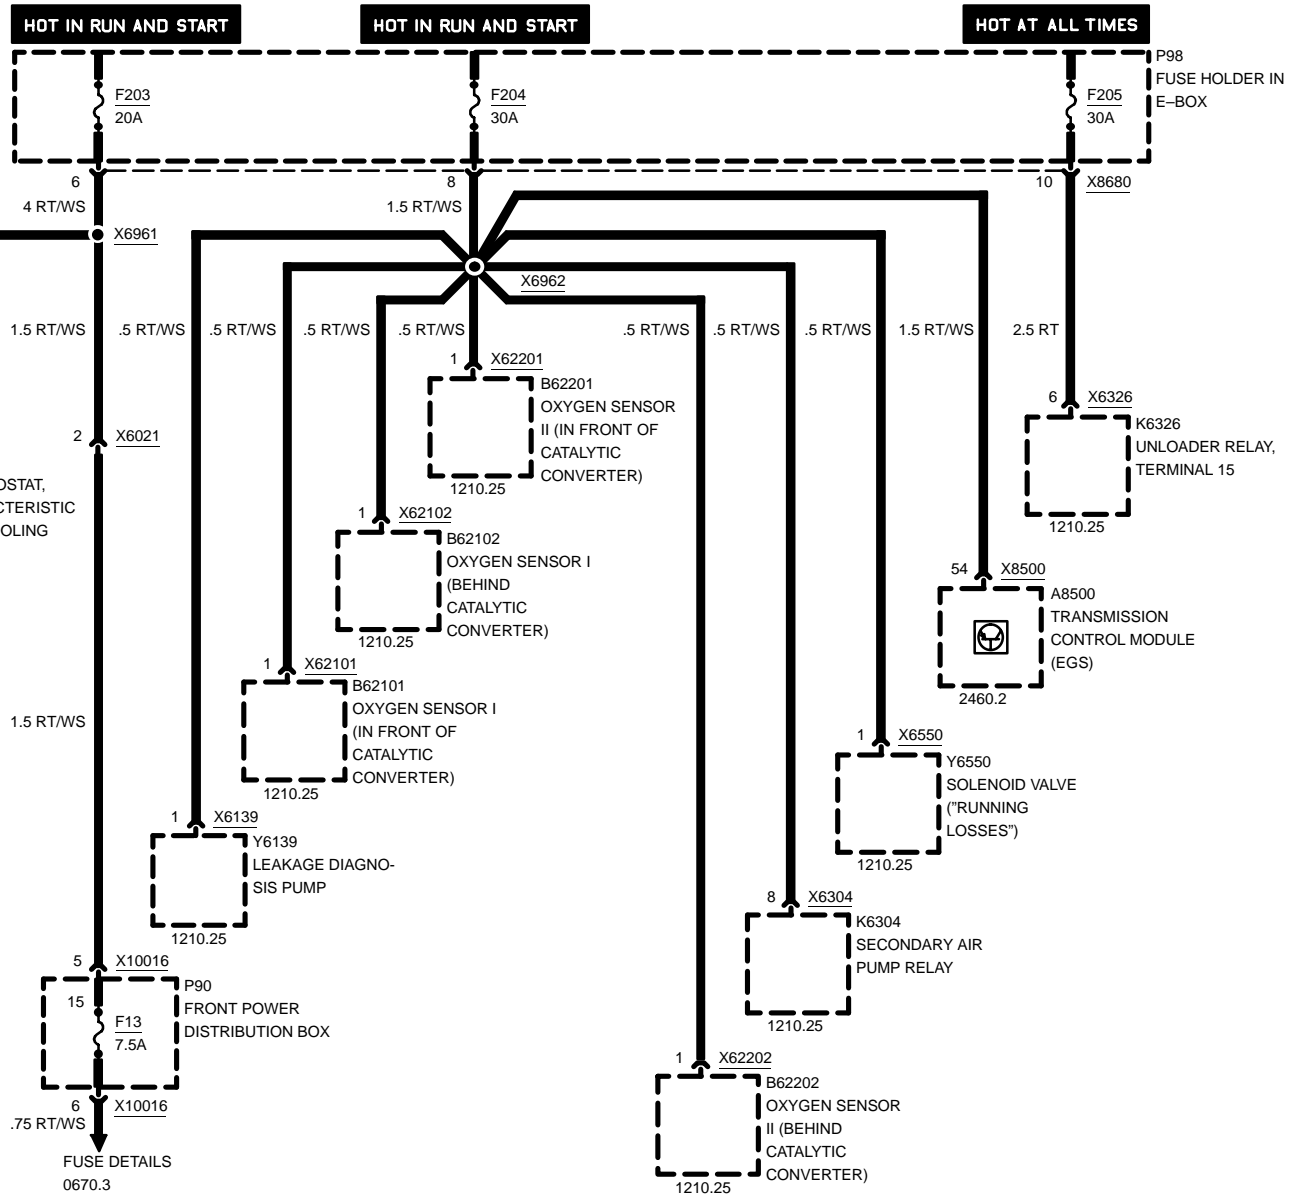 HOT IN RUN AND START
HOT IN RUN AND START
HOT AT ALL TIMES
P98
FUSE HOLDER IN
E–BOX
F203
20A
F204
30A
F205
30A
6
8
10
X8680
4 RT/WS
1.5 RT/WS
X6961
X6962
1.5 RT/WS
.5 RT/WS
.5 RT/WS
.5 RT/WS
.5 RT/WS
.5 RT/WS
.5 RT/WS
.5 RT/WS
1.5 RT/WS
2.5 RT
1
X62201
B62201
OXYGEN SENSOR
II (IN FRONT OF
CATALYTIC
CONVERTER)
1210.25
6
X6326
K6326
UNLOADER RELAY,
TERMINAL 15
1210.25
2
X6021
OSTAT,
CTERISTIC
OLING
1
X62102
B62102
OXYGEN SENSOR I
(BEHIND
CATALYTIC
CONVERTER)
1210.25
54
X8500
A8500
TRANSMISSION
CONTROL MODULE
(EGS)
2460.2
1
X62101
B62101
OXYGEN SENSOR I
(IN FRONT OF
CATALYTIC
CONVERTER)
1210.25
1.5 RT/WS
1
X6550
Y6550
SOLENOID VALVE
(”RUNNING
LOSSES”)
1210.25
1
X6139
Y6139
LEAKAGE DIAGNO-
SIS PUMP
1210.25
8
X6304
K6304
SECONDARY AIR
PUMP RELAY
1210.25
5
X10016
P90
FRONT POWER
DISTRIBUTION BOX
15
F13
7.5A
6
X10016
.75 RT/WS
FUSE DETAILS
0670.3
1
X62202
B62202
OXYGEN SENSOR
II (BEHIND
CATALYTIC
CONVERTER)
1210.25